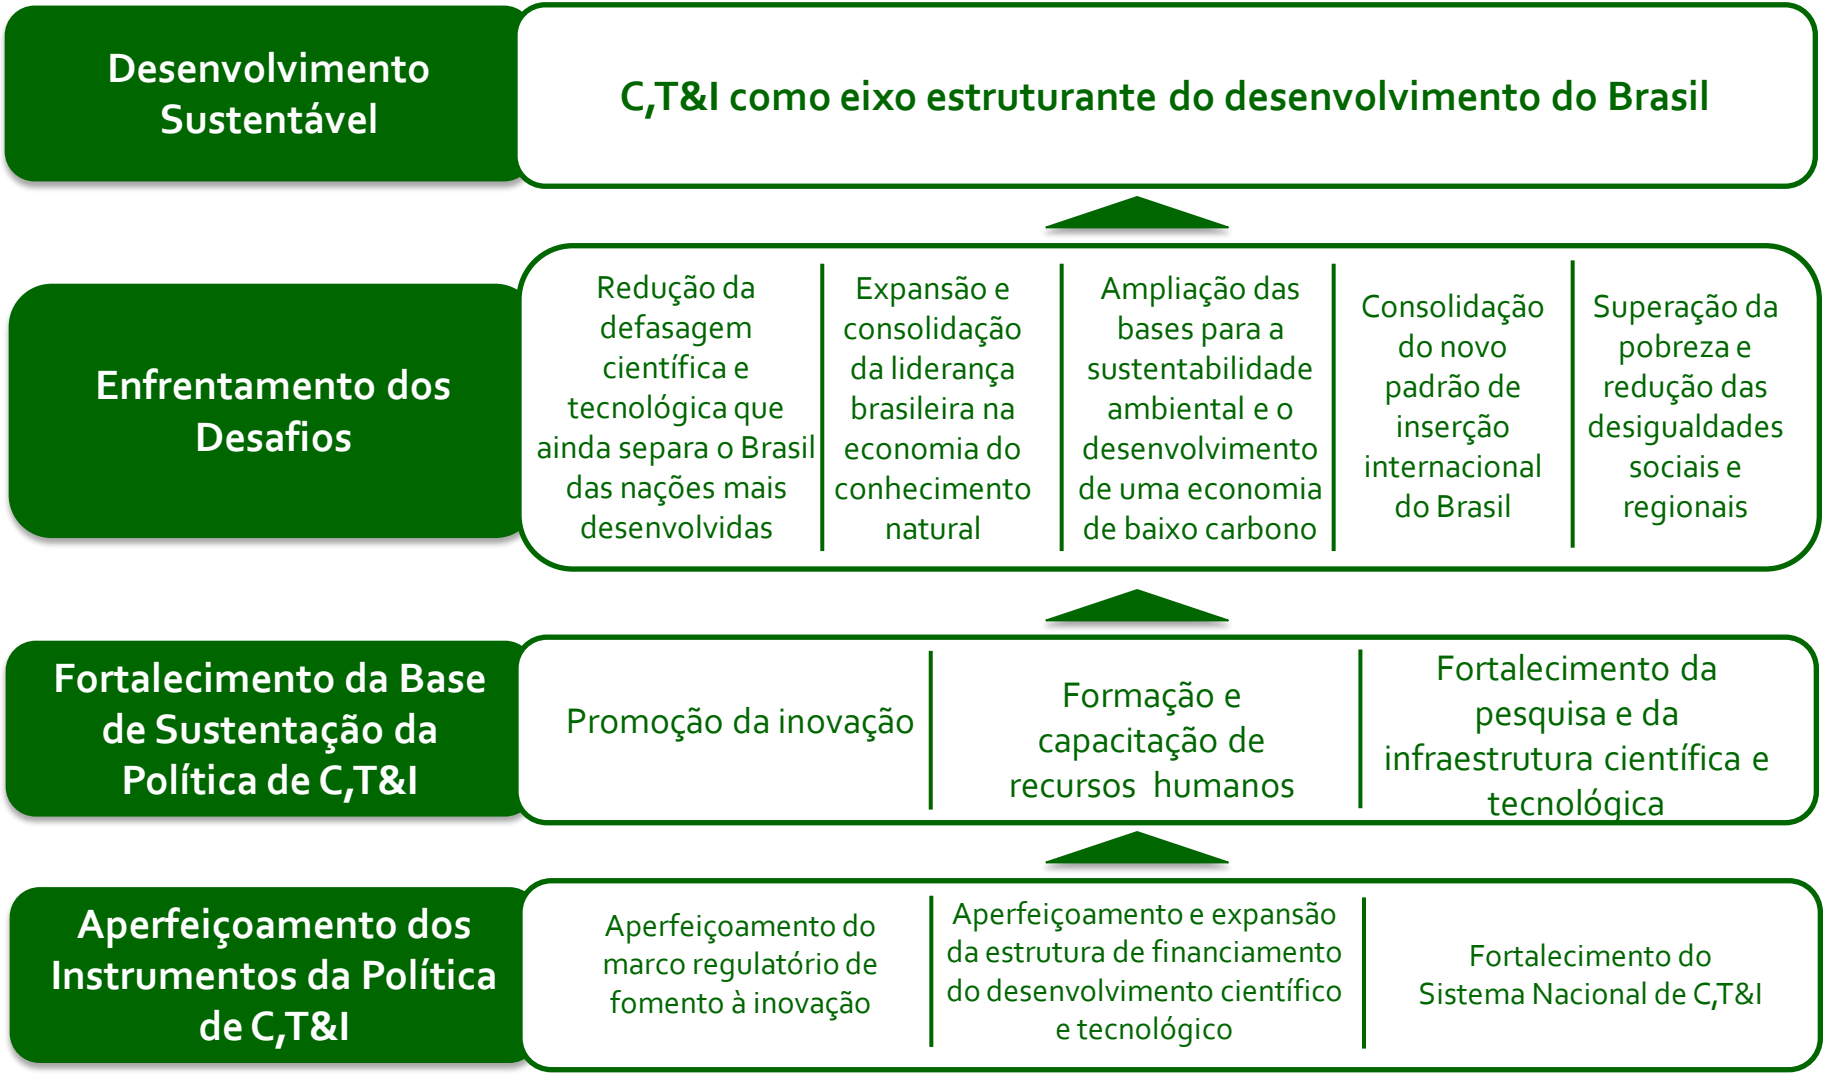 Desenvolvimento
Sustentável
C,T&I como eixo estruturante do desenvolvimento do Brasil
Enfrentamento dos
Desafios
Redução da
defasagem
científica e
tecnológica que
ainda separa o Brasil
das nações mais
desenvolvidas
Expansão e
consolidação
da liderança
brasileira na
economia do
conhecimento
natural
Ampliação das
bases para a
sustentabilidade
ambiental e o
desenvolvimento
de uma economia
de baixo carbono
Consolidação
do novo
padrão de
inserção
internacional
do Brasil
Superação da
pobreza e
redução das
desigualdades
sociais e
regionais
Fortalecimento da Base
de Sustentação da
Política de C,T&I
Promoção da inovação
Formação e
capacitação de
recursos humanos
Fortalecimento da
pesquisa e da
infraestrutura científica e
tecnológica
Aperfeiçoamento dos
Instrumentos da Política
de C,T&I
Aperfeiçoamento do
marco regulatório de
fomento à inovação
Aperfeiçoamento e expansão
da estrutura de financiamento
do desenvolvimento científico
e tecnológico
Fortalecimento do
Sistema Nacional de C,T&I